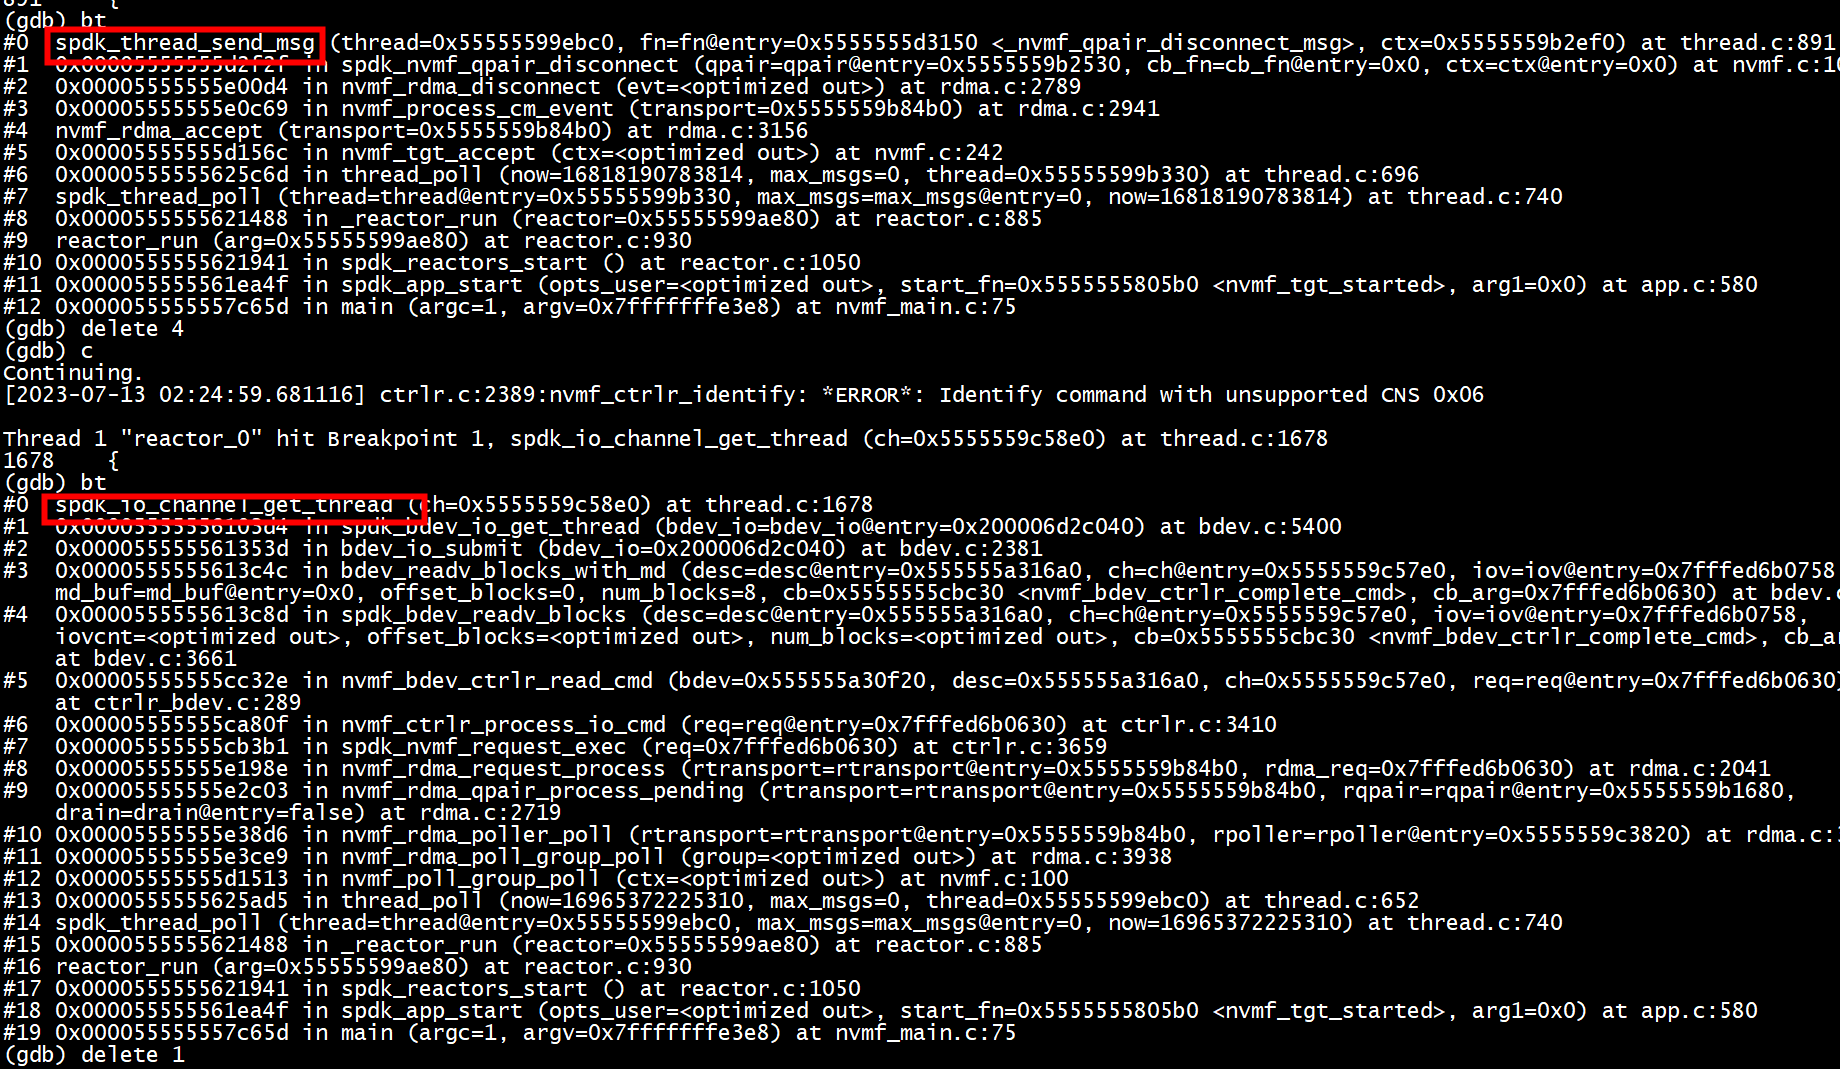 891     {
(gdb) bt
#0  spdk_thread_send_msg (thread=0x55555599ebc0, fn=fn@entry=0x5555555d3150 <_nvmf_qpair_disconnect_msg>, ctx=0x5555559b2ef0) at thread.c:891
#1  0x00005555555d2f2f in spdk_nvmf_qpair_disconnect (qpair=qpair@entry=0x5555559b2530, cb_fn=cb_fn@entry=0x0, ctx=ctx@entry=0x0) at nvmf.c:10
#2  0x00005555555e00d4 in nvmf_rdma_disconnect (evt=<optimized out>) at rdma.c:2789
#3  0x00005555555e0c69 in nvmf_process_cm_event (transport=0x5555559b84b0) at rdma.c:2941
#4  nvmf_rdma_accept (transport=0x5555559b84b0) at rdma.c:3156
#5  0x00005555555d156c in nvmf_tgt_accept (ctx=<optimized out>) at nvmf.c:242
#6  0x0000555555625c6d in thread_poll (now=16818190783814, max_msgs=0, thread=0x55555599b330) at thread.c:696
#7  spdk_thread_poll (thread=thread@entry=0x55555599b330, max_msgs=max_msgs@entry=0, now=16818190783814) at thread.c:740
#8  0x0000555555621488 in _reactor_run (reactor=0x55555599ae80) at reactor.c:885
#9  reactor_run (arg=0x55555599ae80) at reactor.c:930
#10 0x0000555555621941 in spdk_reactors_start () at reactor.c:1050
#11 0x000055555561ea4f in spdk_app_start (opts_user=<optimized out>, start_fn=0x5555555805b0 <nvmf_tgt_started>, arg1=0x0) at app.c:580
#12 0x000055555557c65d in main (argc=1, argv=0x7fffffffe3e8) at nvmf_main.c:75
(gdb) delete 4
(gdb) c
Continuing.
[2023-07-13 02:24:59.681116] ctrlr.c:2389:nvmf_ctrlr_identify: *ERROR*: Identify command with unsupported CNS 0x06
Thread 1 "reactor_0" hit Breakpoint 1, spdk_io_channel_get_thread (ch=0x5555559c58e0) at thread.c:1678
1678    {
(gdb) bt
#0  spdk_io_channel_get_thread (ch=0x5555559c58e0) at thread.c:1678
#1  0x00005555556103d4 in spdk_bdev_io_get_thread (bdev_io=bdev_io@entry=0x200006d2c040) at bdev.c:5400
#2  0x000055555561353d in bdev_io_submit (bdev_io=0x200006d2c040) at bdev.c:2381
#3  0x0000555555613c4c in bdev_readv_blocks_with_md (desc=desc@entry=0x555555a316a0, ch=ch@entry=0x5555559c57e0, iov=iov@entry=0x7fffed6b0758
    md_buf=md_buf@entry=0x0, offset_blocks=0, num_blocks=8, cb=0x5555555cbc30 <nvmf_bdev_ctrlr_complete_cmd>, cb_arg=0x7fffed6b0630) at bdev.c
#4  0x0000555555613c8d in spdk_bdev_readv_blocks (desc=desc@entry=0x555555a316a0, ch=ch@entry=0x5555559c57e0, iov=iov@entry=0x7fffed6b0758,
    iovcnt=<optimized out>, offset_blocks=<optimized out>, num_blocks=<optimized out>, cb=0x5555555cbc30 <nvmf_bdev_ctrlr_complete_cmd>, cb_ar
    at bdev.c:3661
#5  0x00005555555cc32e in nvmf_bdev_ctrlr_read_cmd (bdev=0x555555a30f20, desc=0x555555a316a0, ch=0x5555559c57e0, req=req@entry=0x7fffed6b0630)
    at ctrlr_bdev.c:289
#6  0x00005555555ca80f in nvmf_ctrlr_process_io_cmd (req=req@entry=0x7fffed6b0630) at ctrlr.c:3410
#7  0x00005555555cb3b1 in spdk_nvmf_request_exec (req=0x7fffed6b0630) at ctrlr.c:3659
#8  0x00005555555e198e in nvmf_rdma_request_process (rtransport=rtransport@entry=0x5555559b84b0, rdma_req=0x7fffed6b0630) at rdma.c:2041
#9  0x00005555555e2c03 in nvmf_rdma_qpair_process_pending (rtransport=rtransport@entry=0x5555559b84b0, rqpair=rqpair@entry=0x5555559b1680,
    drain=drain@entry=false) at rdma.c:2719
#10 0x00005555555e38d6 in nvmf_rdma_poller_poll (rtransport=rtransport@entry=0x5555559b84b0, rpoller=rpoller@entry=0x5555559c3820) at rdma.c:3
#11 0x00005555555e3ce9 in nvmf_rdma_poll_group_poll (group=<optimized out>) at rdma.c:3938
#12 0x00005555555d1513 in nvmf_poll_group_poll (ctx=<optimized out>) at nvmf.c:100
#13 0x0000555555625ad5 in thread_poll (now=16965372225310, max_msgs=0, thread=0x55555599ebc0) at thread.c:652
#14 spdk_thread_poll (thread=thread@entry=0x55555599ebc0, max_msgs=max_msgs@entry=0, now=16965372225310) at thread.c:740
#15 0x0000555555621488 in _reactor_run (reactor=0x55555599ae80) at reactor.c:885
#16 reactor_run (arg=0x55555599ae80) at reactor.c:930
#17 0x0000555555621941 in spdk_reactors_start () at reactor.c:1050
#18 0x000055555561ea4f in spdk_app_start (opts_user=<optimized out>, start_fn=0x5555555805b0 <nvmf_tgt_started>, arg1=0x0) at app.c:580
#19 0x000055555557c65d in main (argc=1, argv=0x7fffffffe3e8) at nvmf_main.c:75
(gdb) delete 1